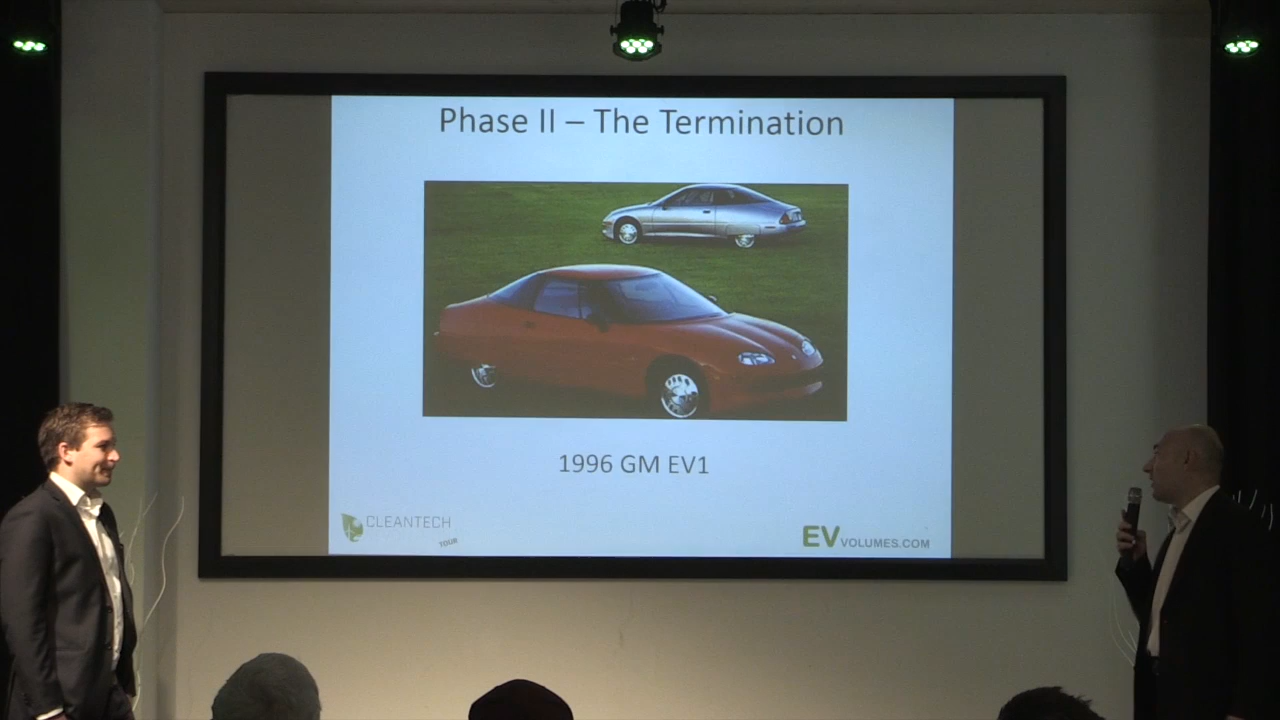 Phase II – The Termination
1996 GM EV1
CLEANTECH
TOUR
EVVOLUMES.COM